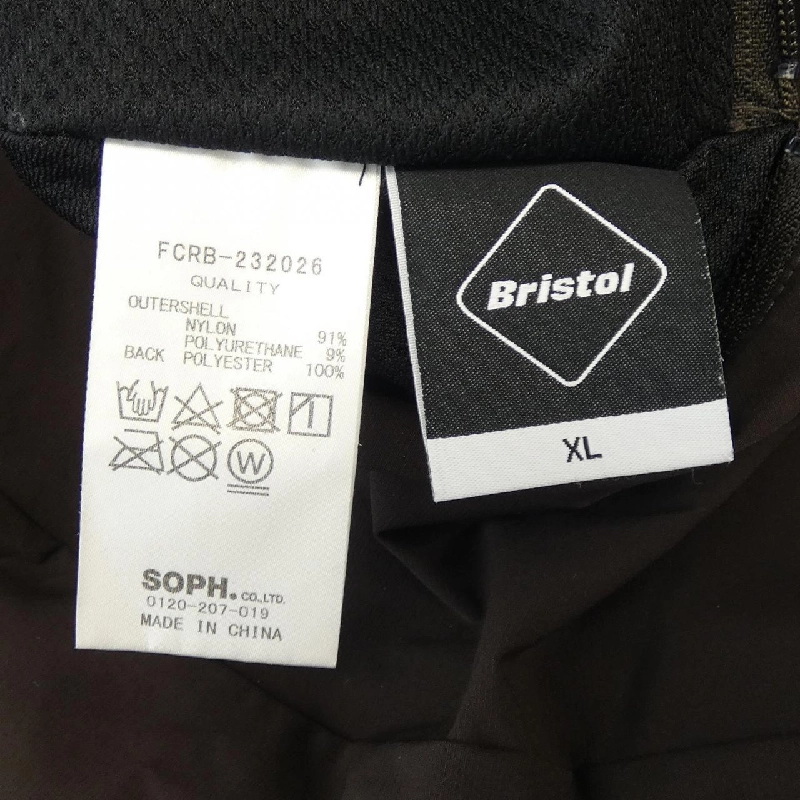 FCRB-232026
QUALITY
OUTERSHELL
NYLON 91%
POLYURETHANE 9%
BACK POLYESTER 100%
W
SOPH. CO.,LTD.
0120-207-019
MADE IN CHINA
Bristol
XL